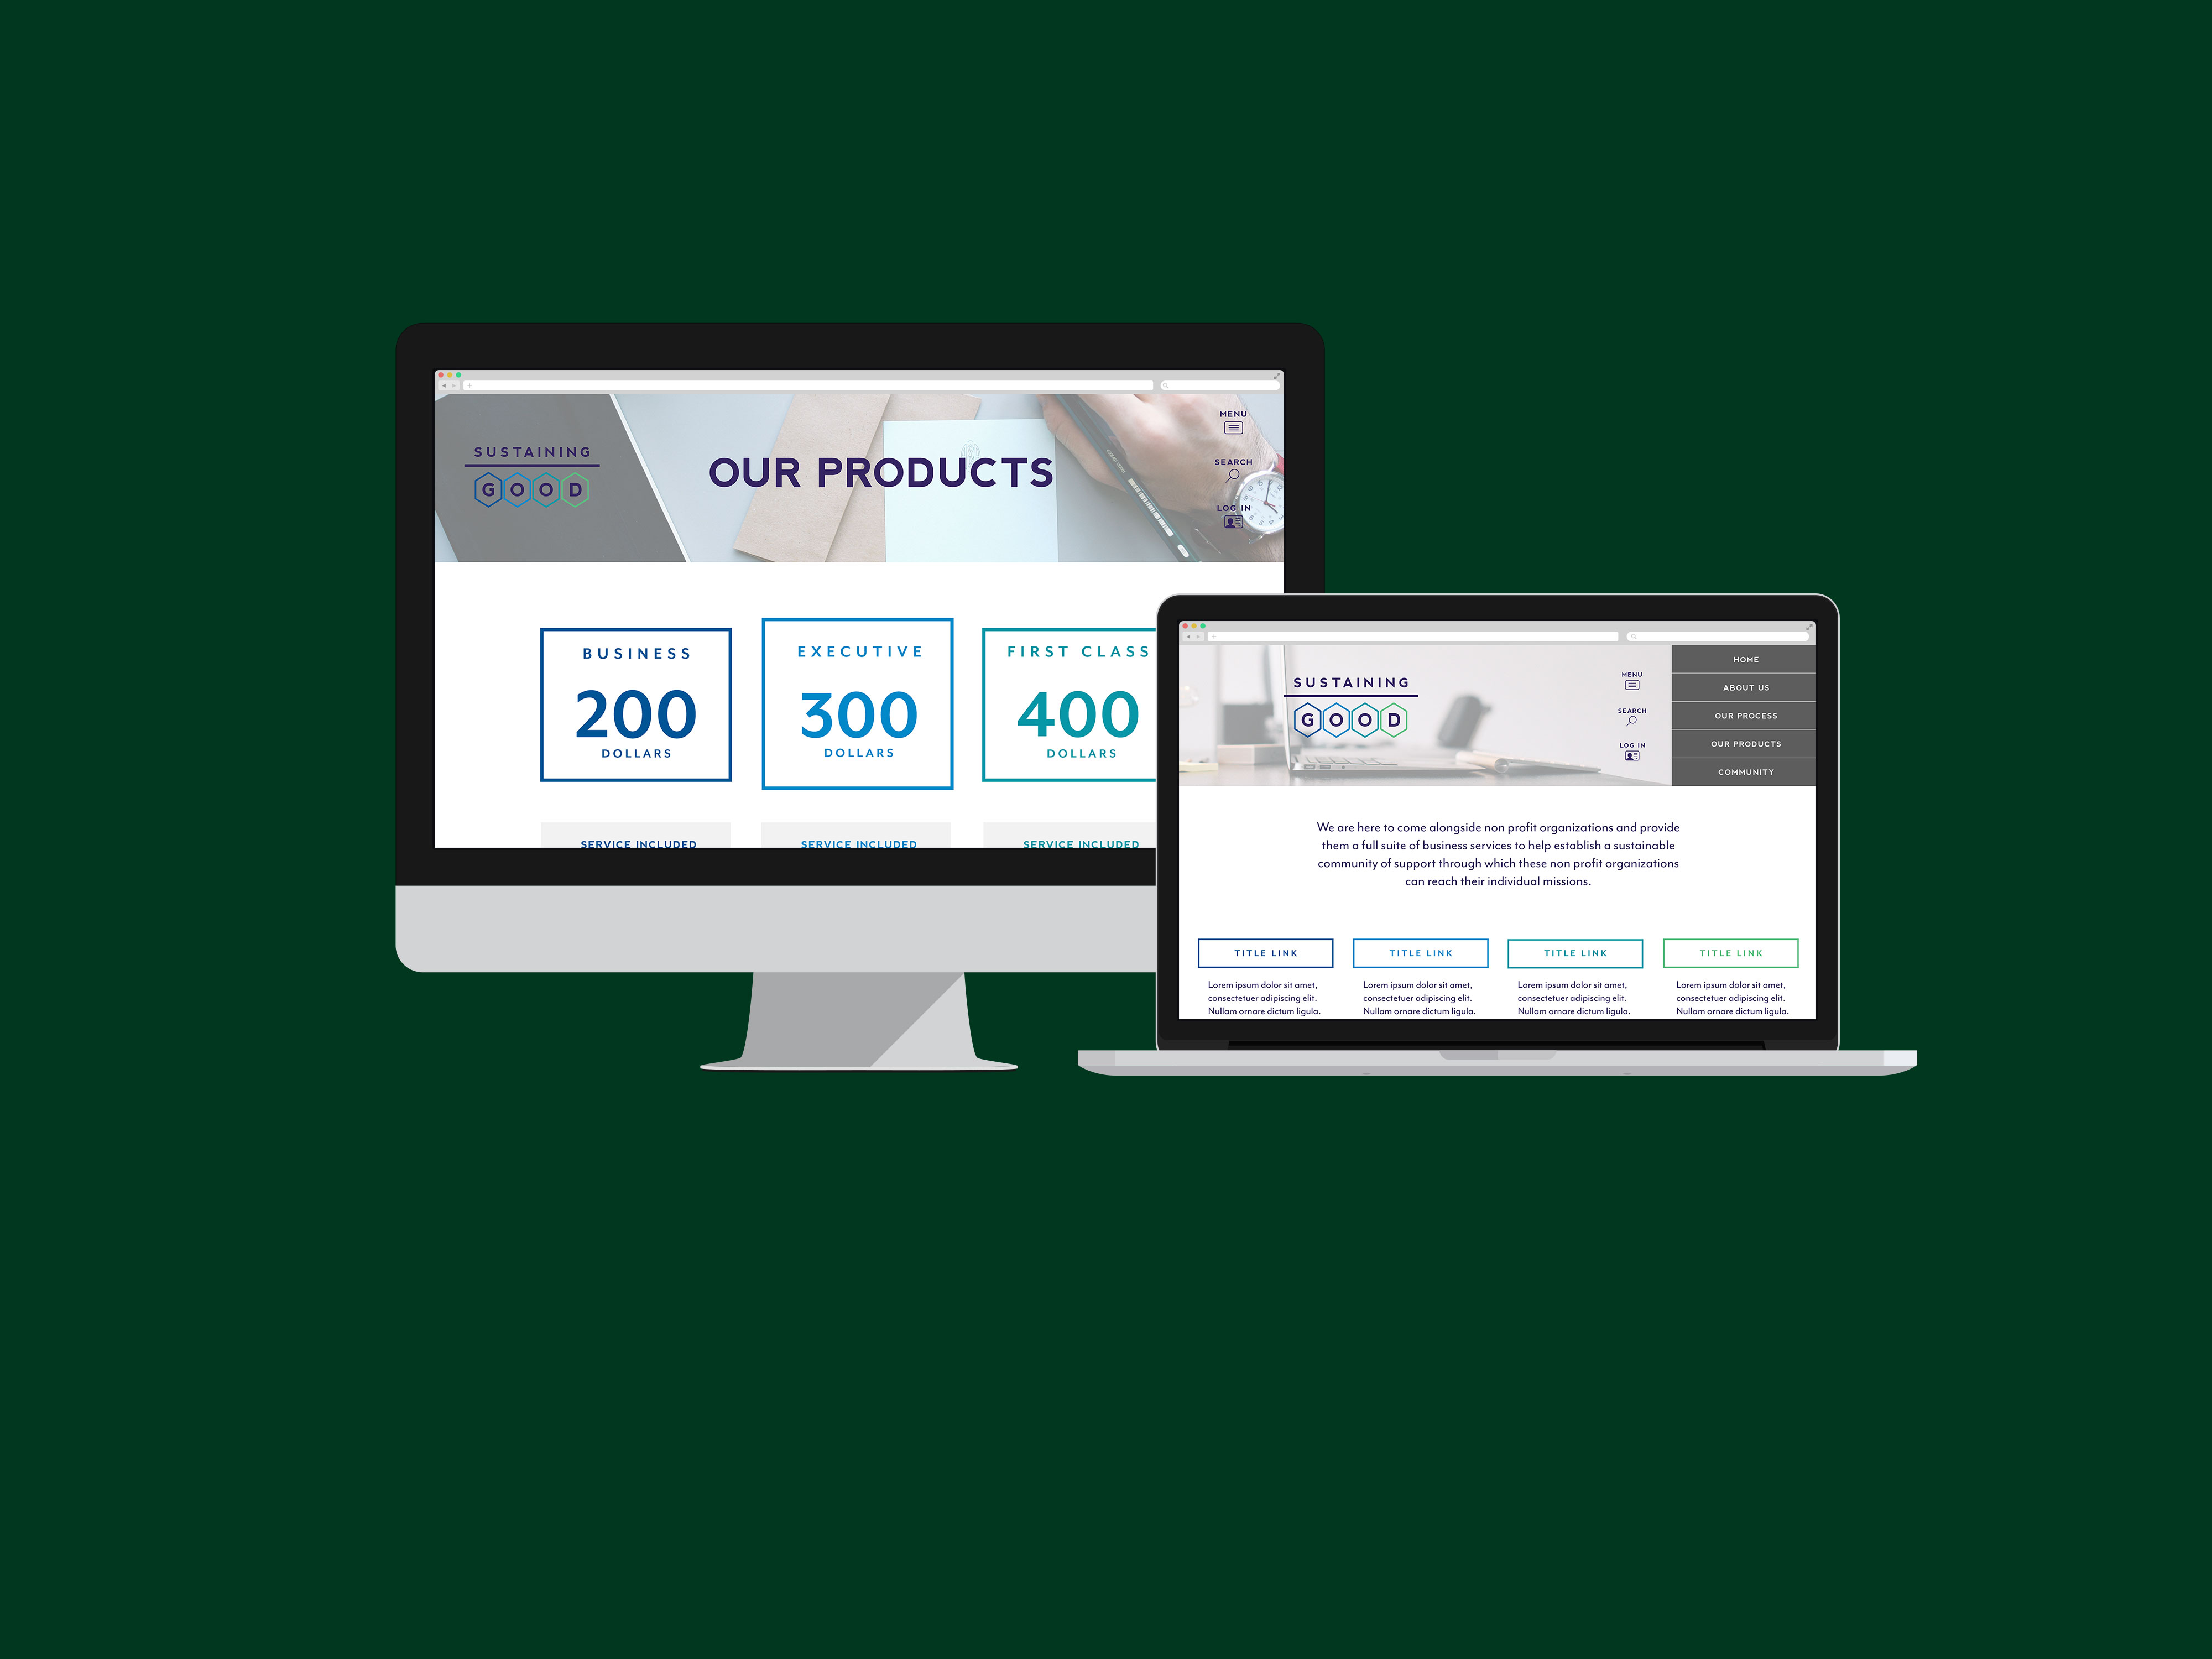 SUSTAINING
GOOD
OUR PRODUCTS
MENU
SEARCH
LOG IN
BUSINESS
200
DOLLARS
EXECUTIVE
300
DOLLARS
FIRST CLASS
400
DOLLARS
SERVICE INCLUDED
SERVICE INCLUDED
SERVICE INCLUDED
SUSTAINING
GOOD
MENU
SEARCH
LOG IN
HOME
ABOUT US
OUR PROCESS
OUR PRODUCTS
COMMUNITY
We are here to come alongside non profit organizations and provide
them a full suite of business services to help establish a sustainable
community of support through which these non profit organizations
can reach their individual missions.
TITLE LINK
Lorem ipsum dolor sit amet,
consectetuer adipiscing elit.
Nullam ornare dictum ligula.
TITLE LINK
Lorem ipsum dolor sit amet,
consectetuer adipiscing elit.
Nullam ornare dictum ligula.
TITLE LINK
Lorem ipsum dolor sit amet,
consectetuer adipiscing elit.
Nullam ornare dictum ligula.
TITLE LINK
Lorem ipsum dolor sit amet,
consectetuer adipiscing elit.
Nullam ornare dictum ligula.